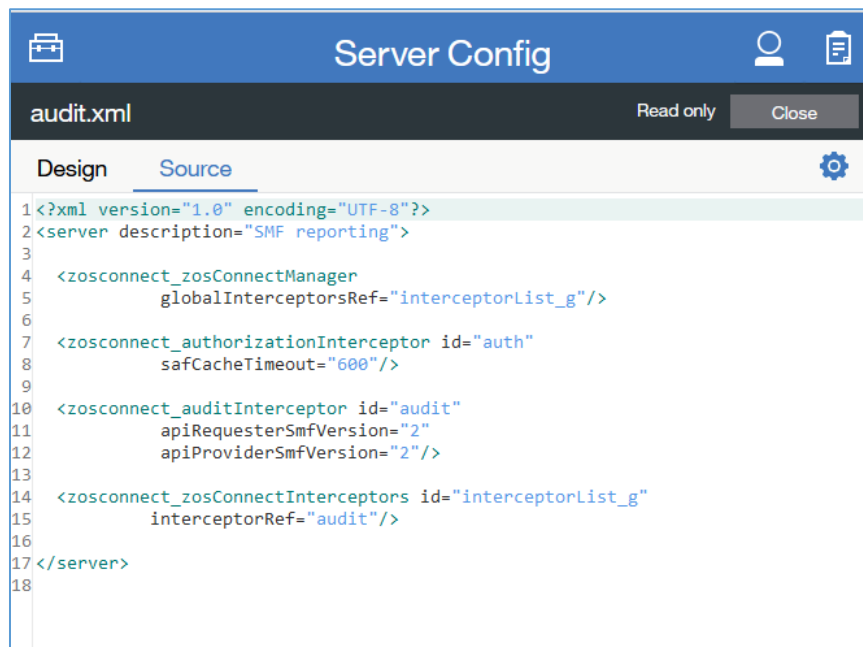 Server Config
audit.xml Read only Close
Design Source
1 <?xml version="1.0" encoding="UTF-8"?>
2 <server description="SMF reporting">
3
4 <zosconnect_zosConnectManager
5 globalInterceptorsRef="interceptorList_g"/>
6
7 <zosconnect_authorizationInterceptor id="auth"
8 safCacheTimeout="600"/>
9
10 <zosconnect_auditInterceptor id="audit"
11 apiRequesterSmfVersion="2"
12 apiProviderSmfVersion="2"/>
13
14 <zosconnect_zosConnectInterceptors id="interceptorList_g"
15 interceptorRef="audit"/>
16
17 </server>
18